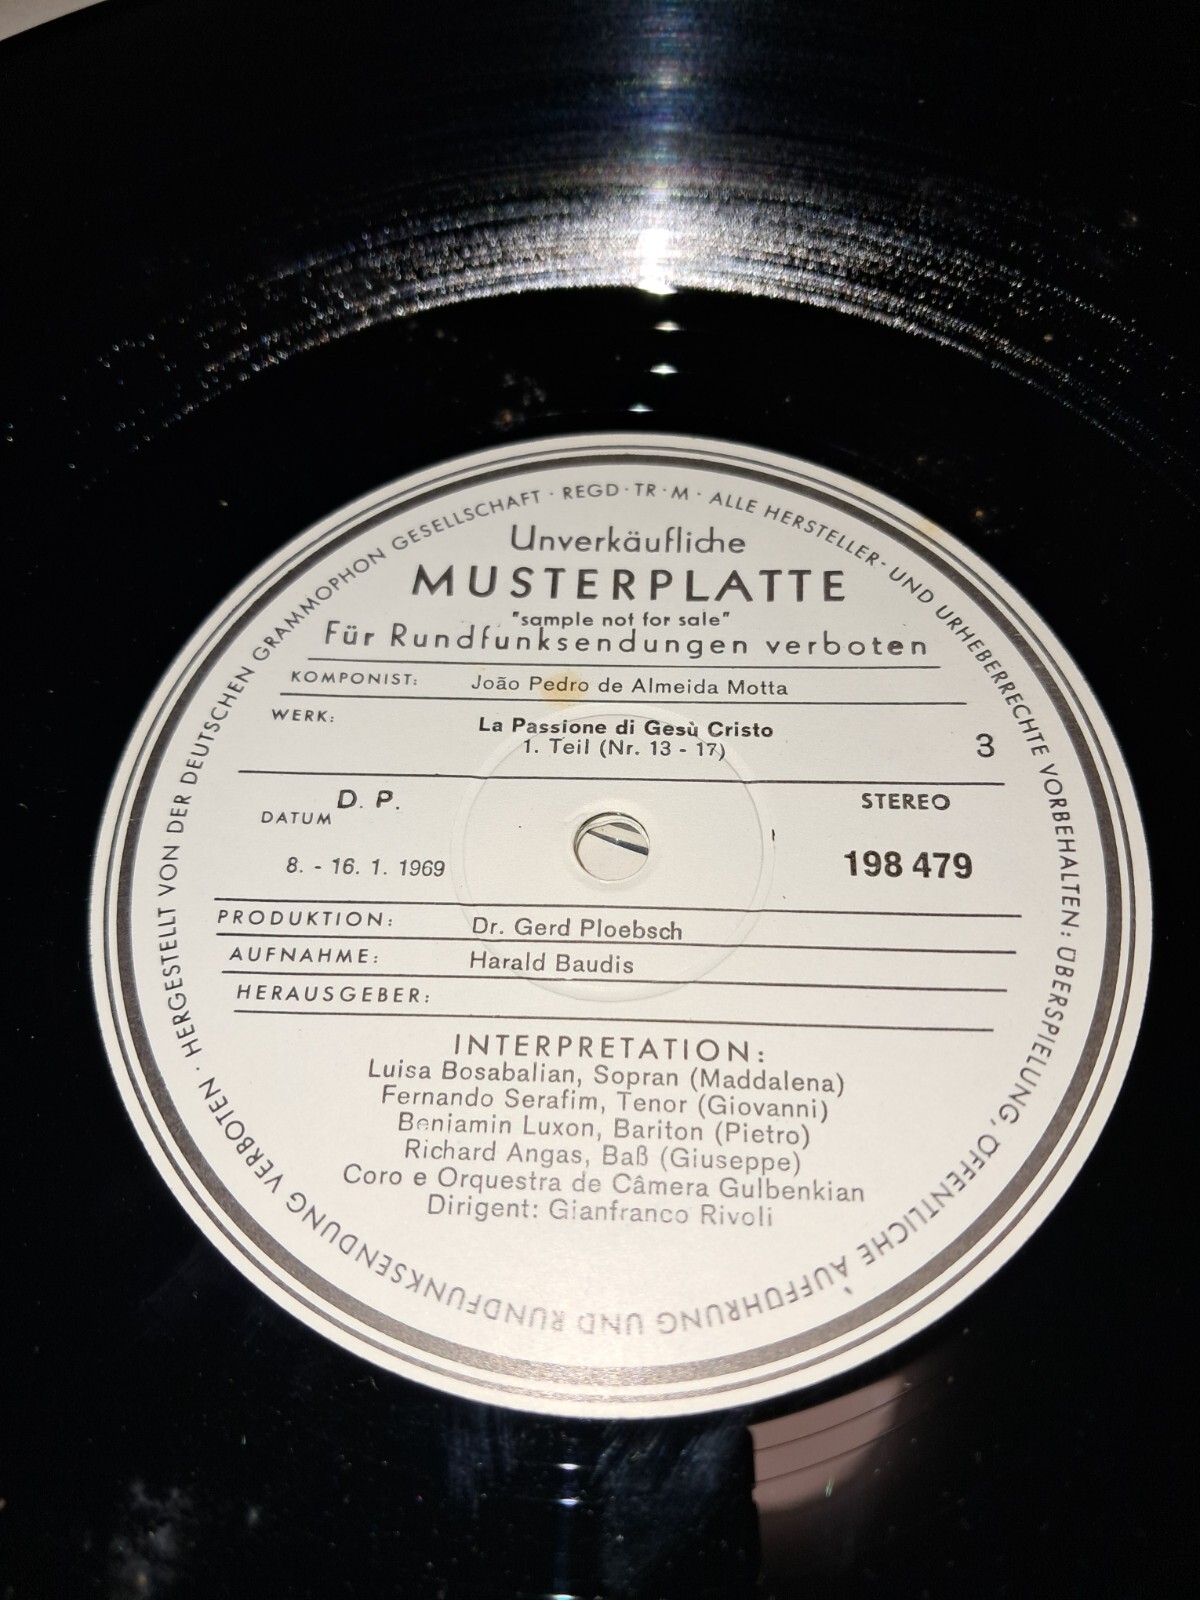 HERGESTELLT VON DER DEUTSCHEN GRAMMOPHON GESELLSCHAFT · REGD · TR · M · ALLE HERSTELLER- UND URHEBERRECHTE VORBEHALTEN: ÜBERSPIELUNG, ÖFFENTLICHE AUFFÜHRUNG UND RUNDFUNKSENDUNG VERBOTEN ·
Unverkäufliche
MUSTERPLATTE
"sample not for sale"
Für Rundfunksendungen verboten
KOMPONIST: João Pedro de Almeida Motta
WERK: La Passione di Gesù Cristo
1. Teil (Nr. 13 - 17) 3
D. P. STEREO
DATUM
8. - 16. 1. 1969 198 479
PRODUKTION: Dr. Gerd Ploebsch
AUFNAHME: Harald Baudis
HERAUSGEBER:
INTERPRETATION:
Luisa Bosabalian, Sopran (Maddalena)
Fernando Serafim, Tenor (Giovanni)
Benjamin Luxon, Bariton (Pietro)
Richard Angas, Baß (Giuseppe)
Coro e Orquestra de Câmera Gulbenkian
Dirigent: Gianfranco Rivoli